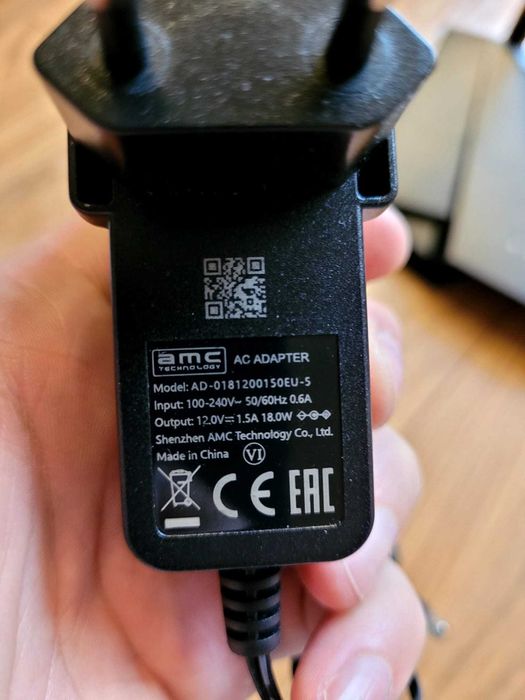 amc
TECHNOLOGY
AC ADAPTER
Model: AD-0181200150EU-5
Input: 100-240V~ 50/60Hz 0.6A
Output: 12.0V⎓1.5A 18.0W
Shenzhen AMC Technology Co., Ltd.
Made in China VI
CE EAC